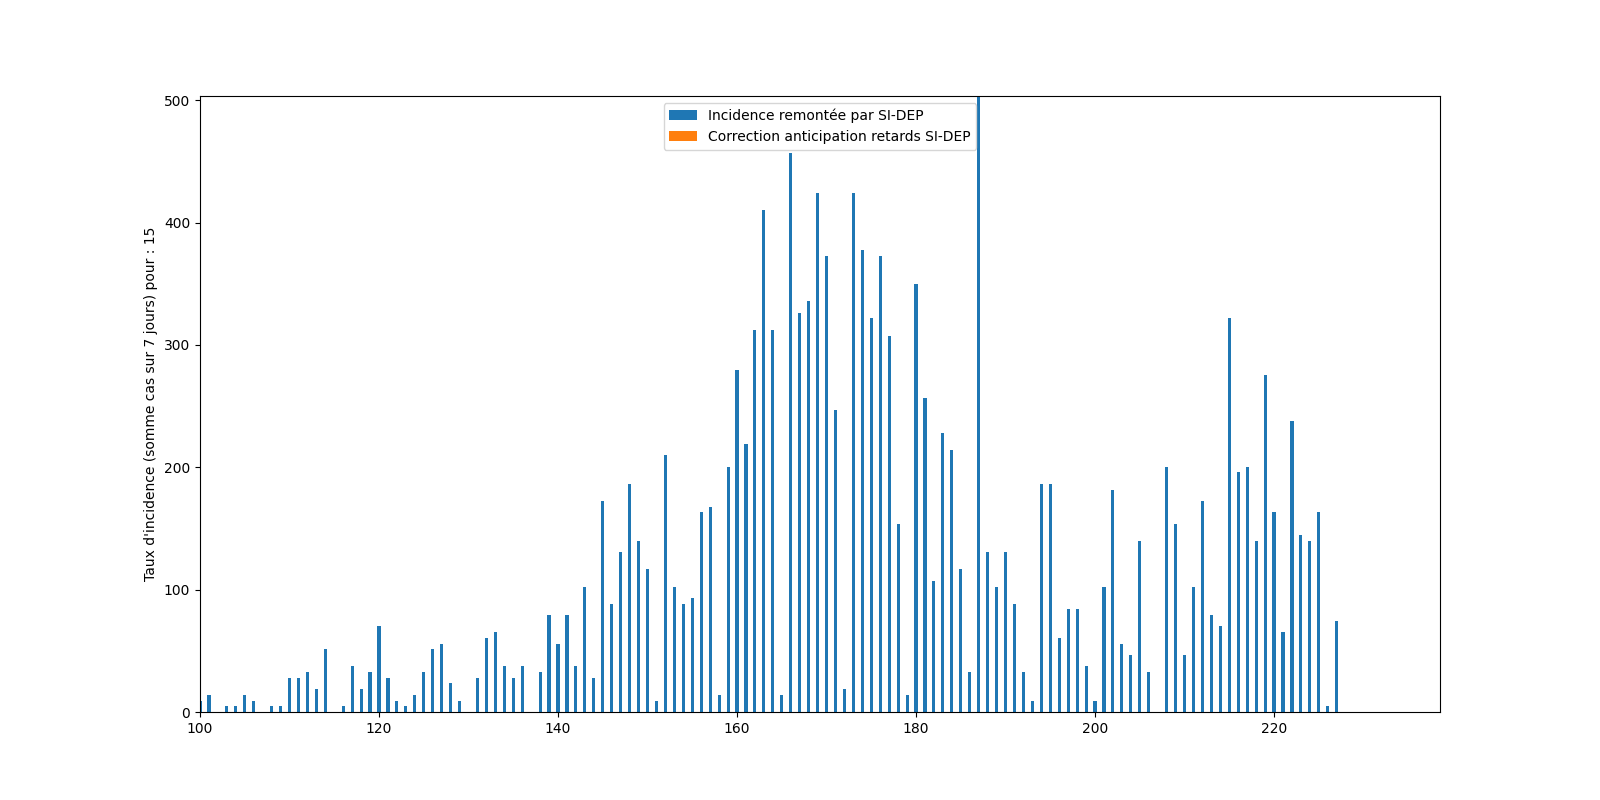 Incidence remontée par SI-DEP
Correction anticipation retards SI-DEP
Taux d'incidence (somme cas sur 7 jours) pour : 15
500
400
300
200
100
0
100 120 140 160 180 200 220